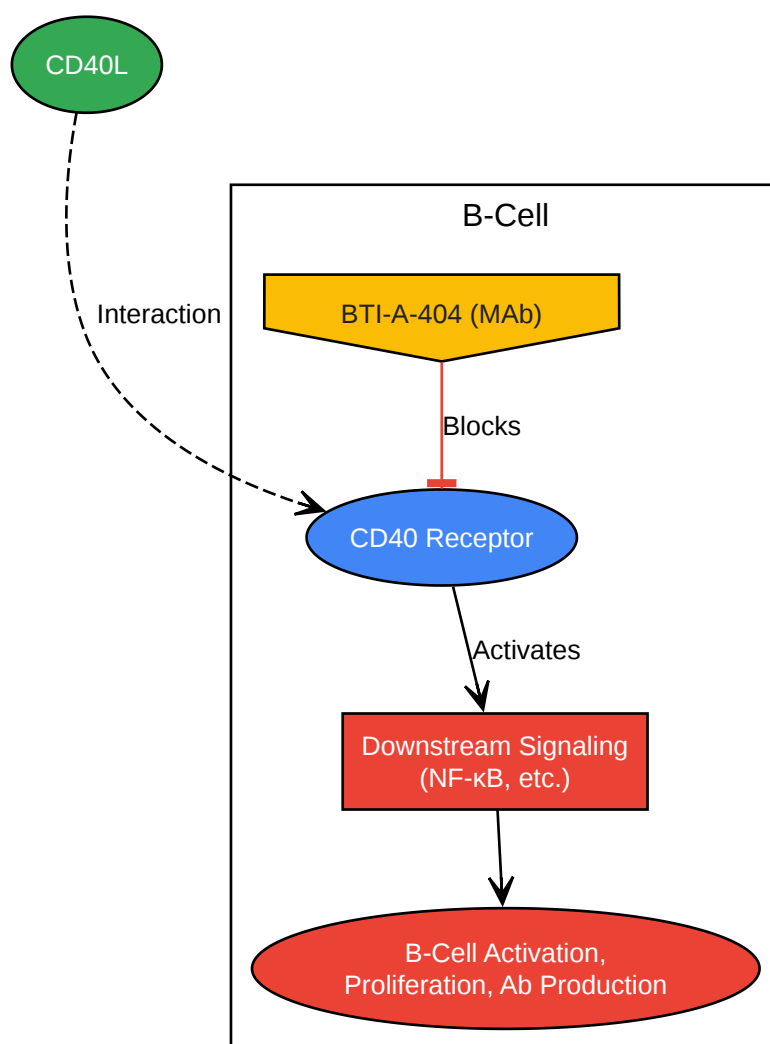 CD40L
B-Cell
BTI-A-404 (MAb)
Interaction
Blocks
CD40 Receptor
Activates
Downstream Signaling
(NF-κB, etc.)
B-Cell Activation,
Proliferation, Ab Production